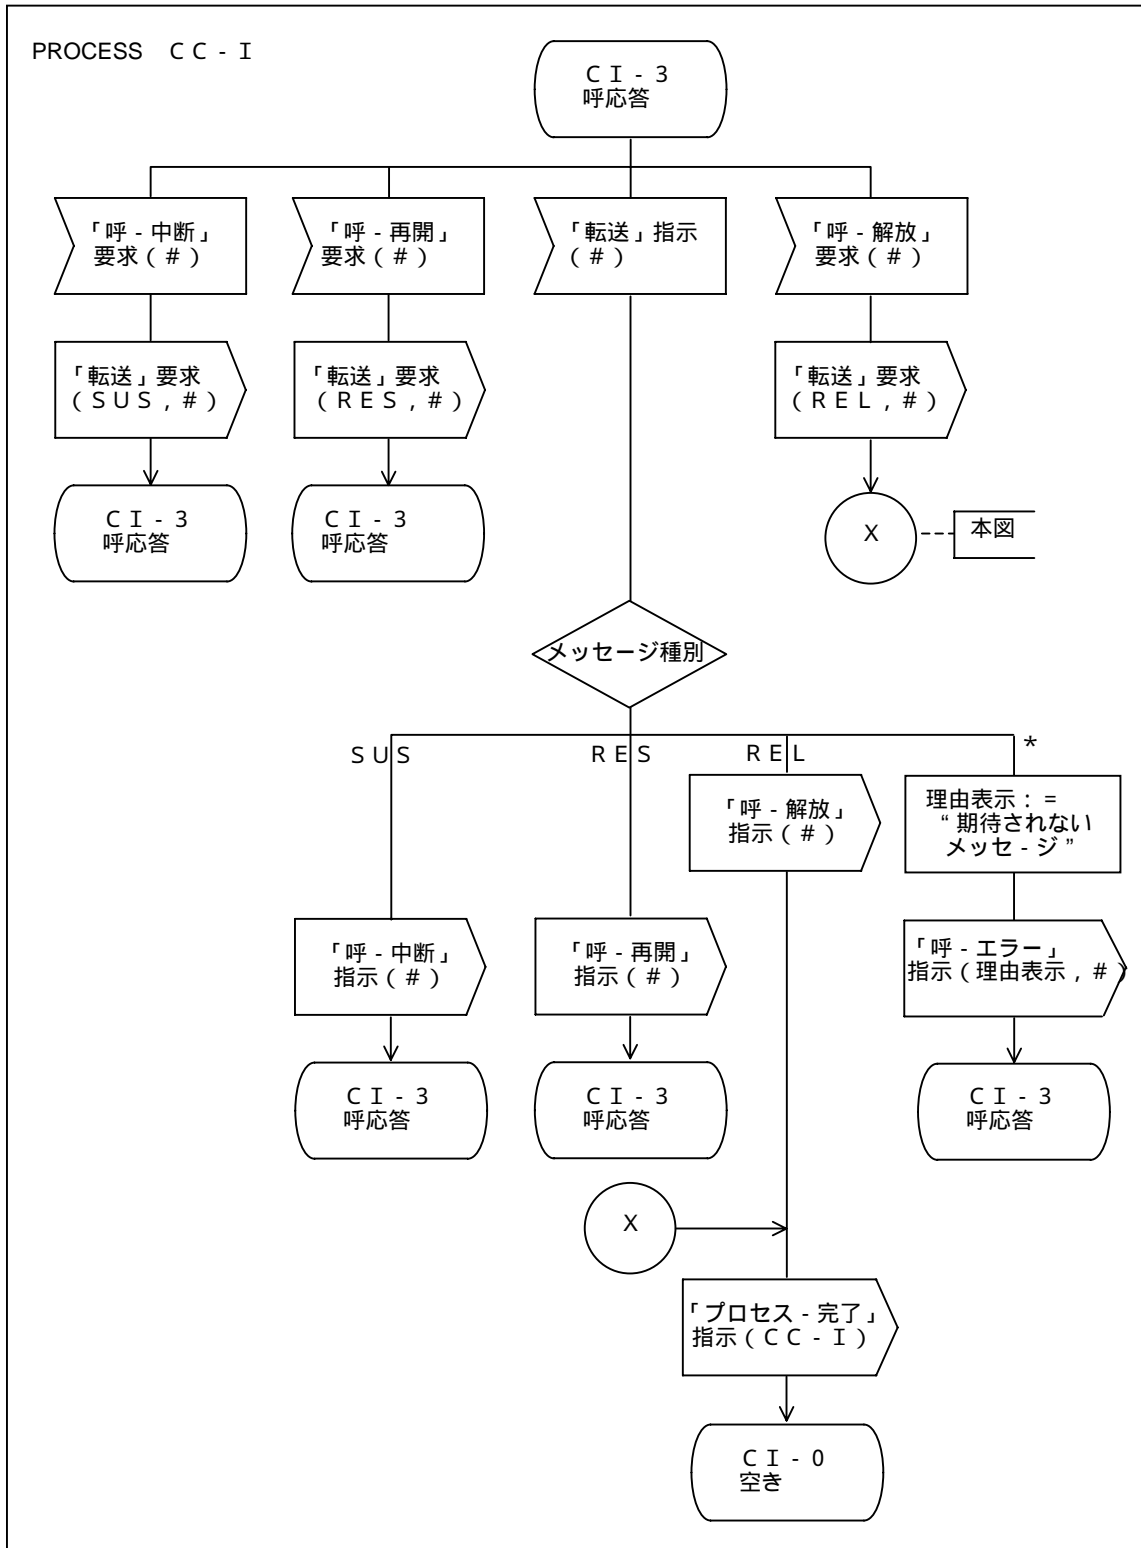 PROCESS ＣＣ-Ｉ
ＣＩ-３
呼応答
「呼-中断」
要求（＃）
「呼-再開」
要求（＃）
「転送」指示
（＃）
「呼-解放」
要求（＃）
「転送」要求
（ＳＵＳ，＃）
「転送」要求
（ＲＥＳ，＃）
「転送」要求
（ＲＥＬ，＃）
ＣＩ-３
呼応答
ＣＩ-３
呼応答
Ｘ
本図
メッセージ種別
ＳＵＳ
ＲＥＳ
ＲＥＬ
*
「呼-解放」
指示（＃）
理由表示：＝
“期待されない
メッセ-ジ”
「呼-中断」
指示（＃）
「呼-再開」
指示（＃）
「呼-エラー」
指示（理由表示，＃）
ＣＩ-３
呼応答
ＣＩ-３
呼応答
ＣＩ-３
呼応答
Ｘ
「プロセス-完了」
指示（ＣＣ-Ｉ）
ＣＩ-０
空き